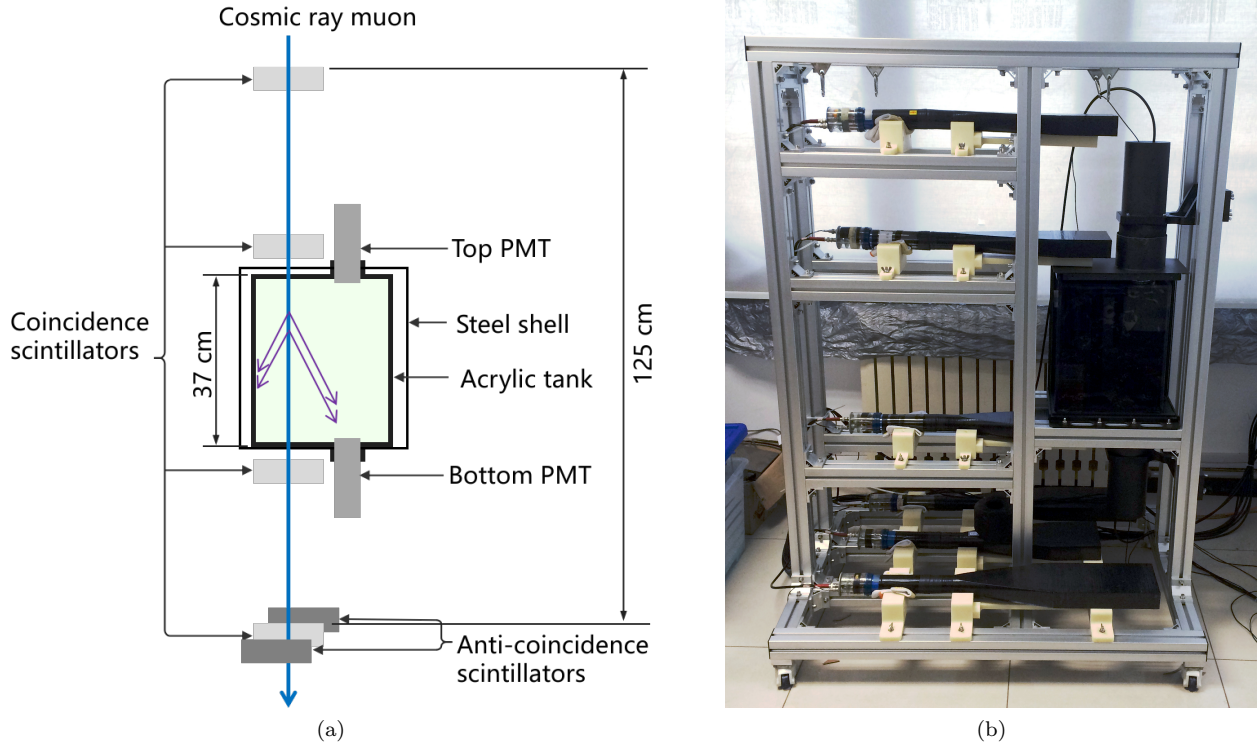 Cosmic ray muon
Top PMT
Coincidence
scintillators
37 cm
Steel shell
125 cm
Acrylic tank
Bottom PMT
Anti-coincidence
scintillators
(a)
(b)